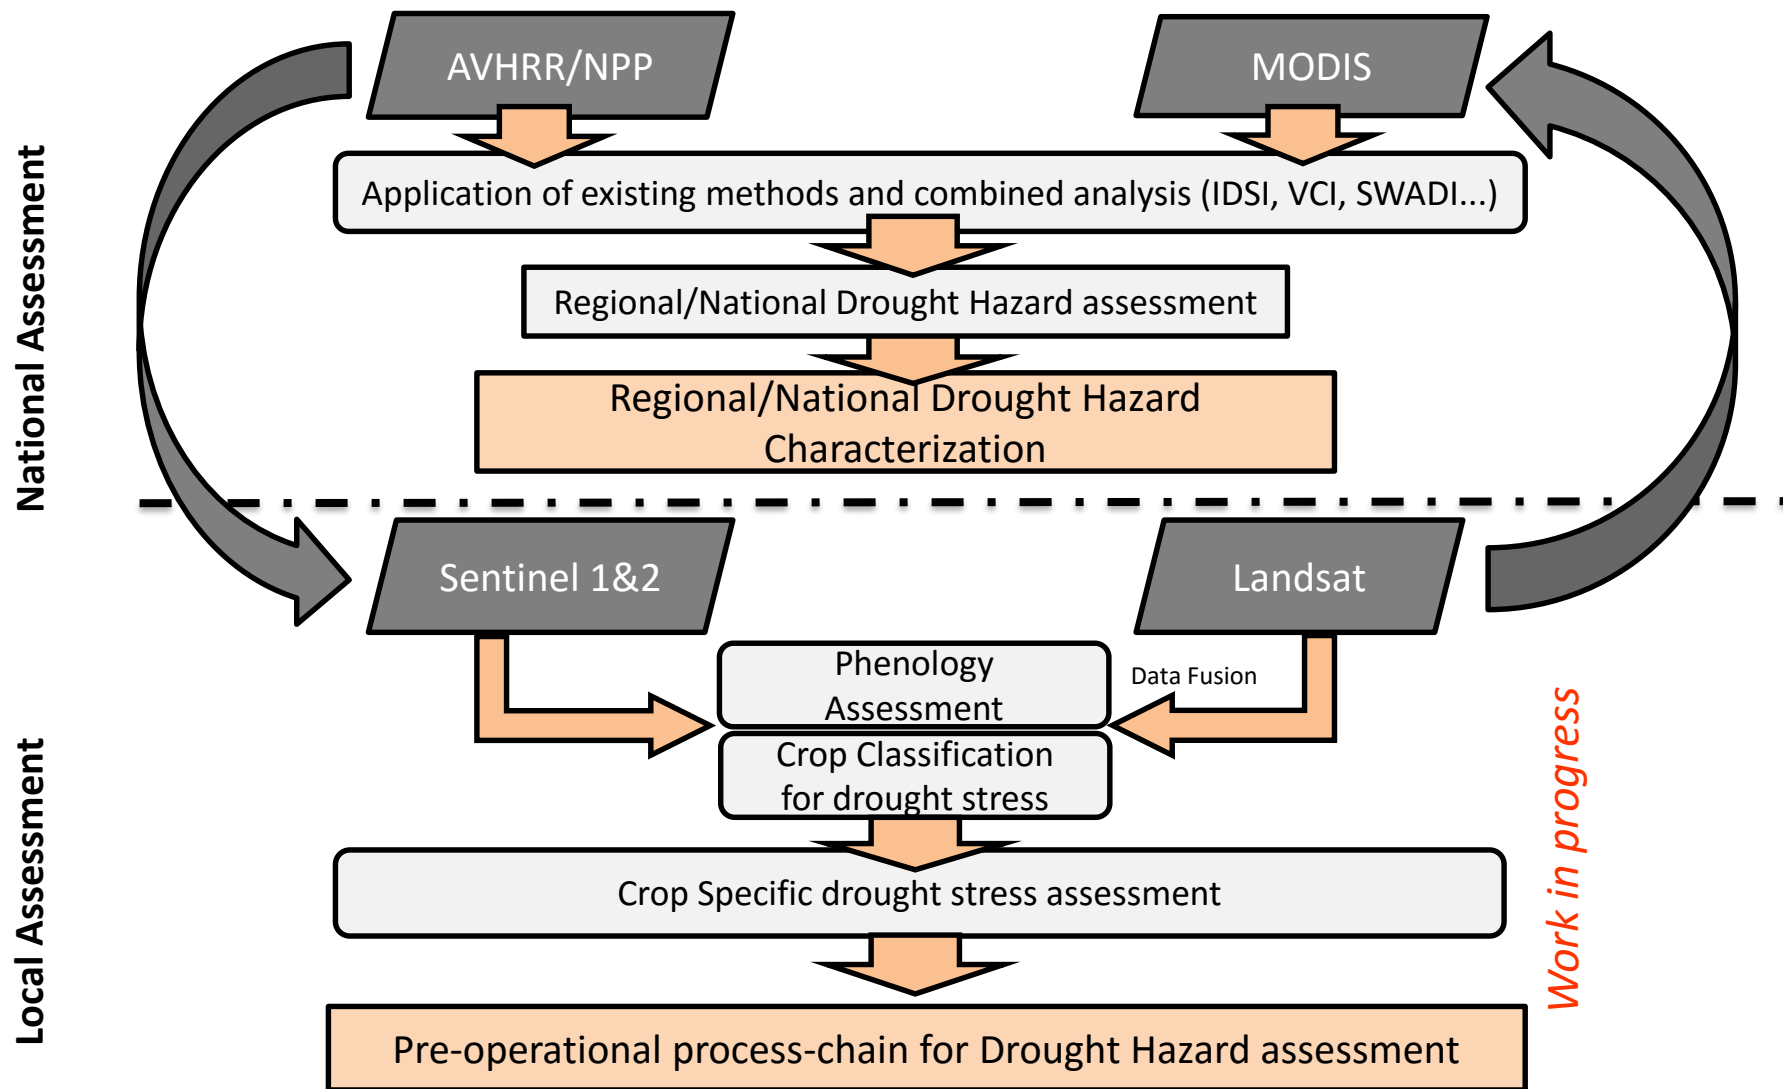 National Assessment
AVHRR/NPP
MODIS
Application of existing methods and combined analysis (IDSI, VCI, SWADI...)
Regional/National Drought Hazard assessment
Regional/National Drought Hazard
Characterization
Local Assessment
Sentinel 1&2
Landsat
Phenology
Assessment
Data Fusion
Crop Classification
for drought stress
Crop Specific drought stress assessment
Work in progress
Pre-operational process-chain for Drought Hazard assessment